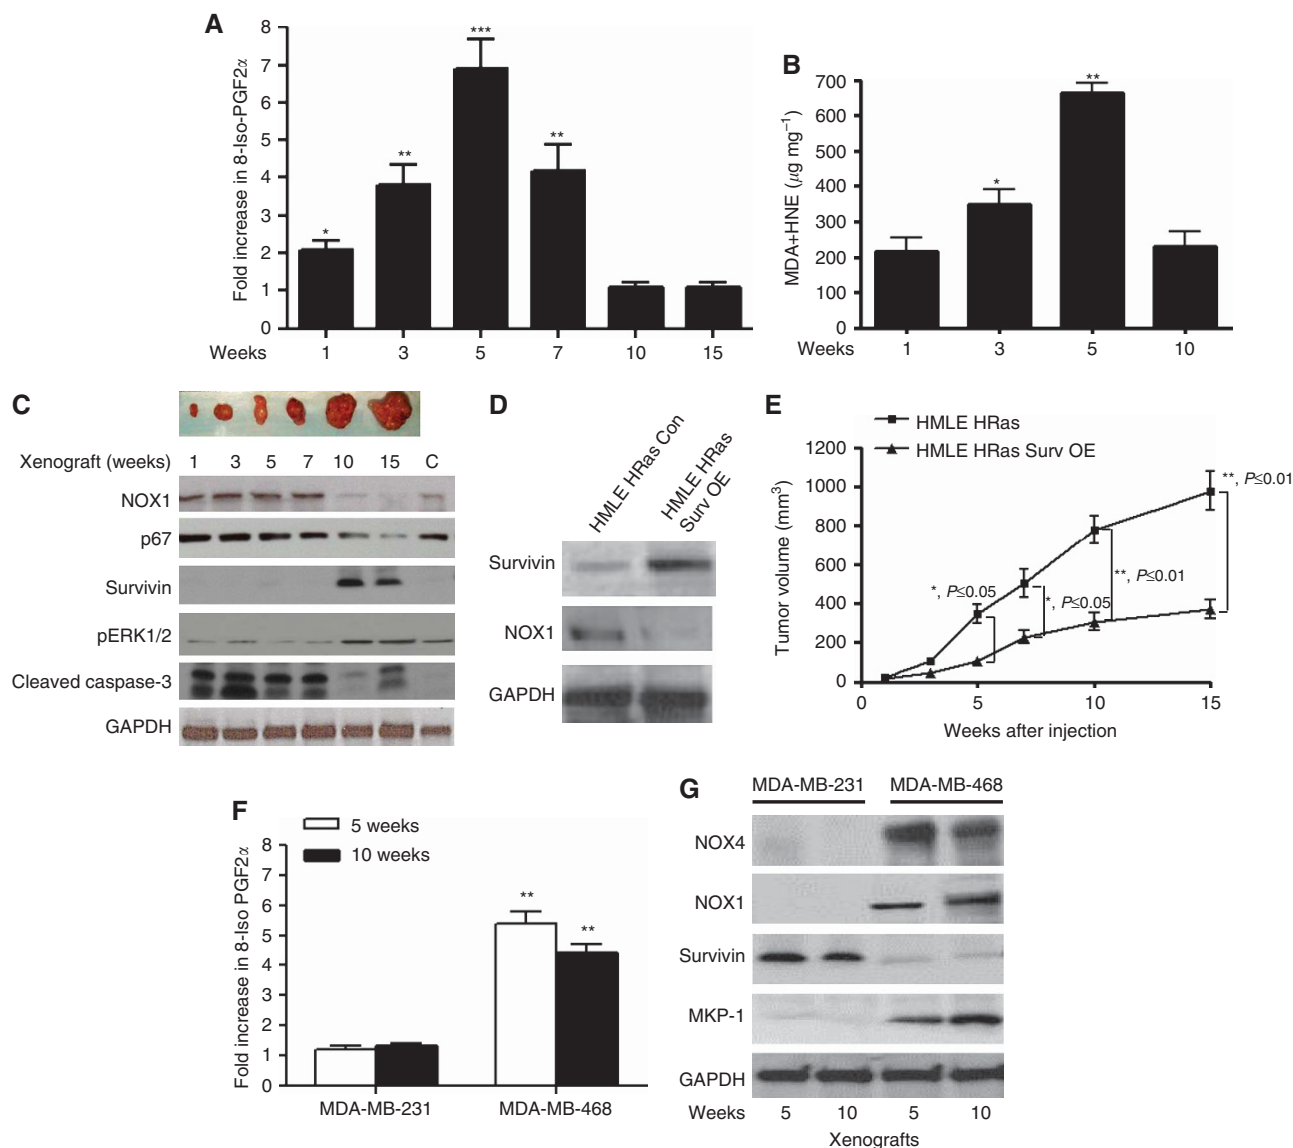 A
8
7
6
5
4
3
2
1
0
Fold increase in 8-Iso-PGF2α
*
**
***
**
Weeks 1 3 5 7 10 15
B
700
600
500
400
300
200
100
0
MDA+HNE (μg mg⁻¹)
*
**
Weeks 1 3 5 10
C
Xenograft (weeks) 1 3 5 7 10 15 C
NOX1
p67
Survivin
pERK1/2
Cleaved caspase-3
GAPDH
D
HMLE HRas Con
HMLE HRas
Surv OE
Survivin
NOX1
GAPDH
E
HMLE HRas
HMLE HRas Surv OE
1200
1000
800
600
400
200
0
Tumor volume (mm³)
*, P≤0.05
*, P≤0.05
**, P≤0.01
**, P≤0.01
0 5 10 15
Weeks after injection
F
5 weeks
10 weeks
8
7
6
5
4
3
2
1
0
Fold increase in 8-Iso PGF2α
**
**
MDA-MB-231 MDA-MB-468
G
MDA-MB-231 MDA-MB-468
NOX4
NOX1
Survivin
MKP-1
GAPDH
Weeks 5 10 5 10
Xenografts